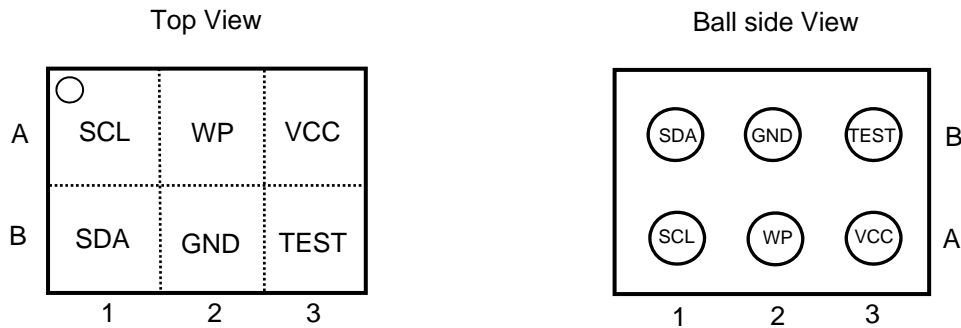 Top View
A SCL WP VCC
B SDA GND TEST
1 2 3
Ball side View
SDA GND TEST B
SCL WP VCC A
1 2 3